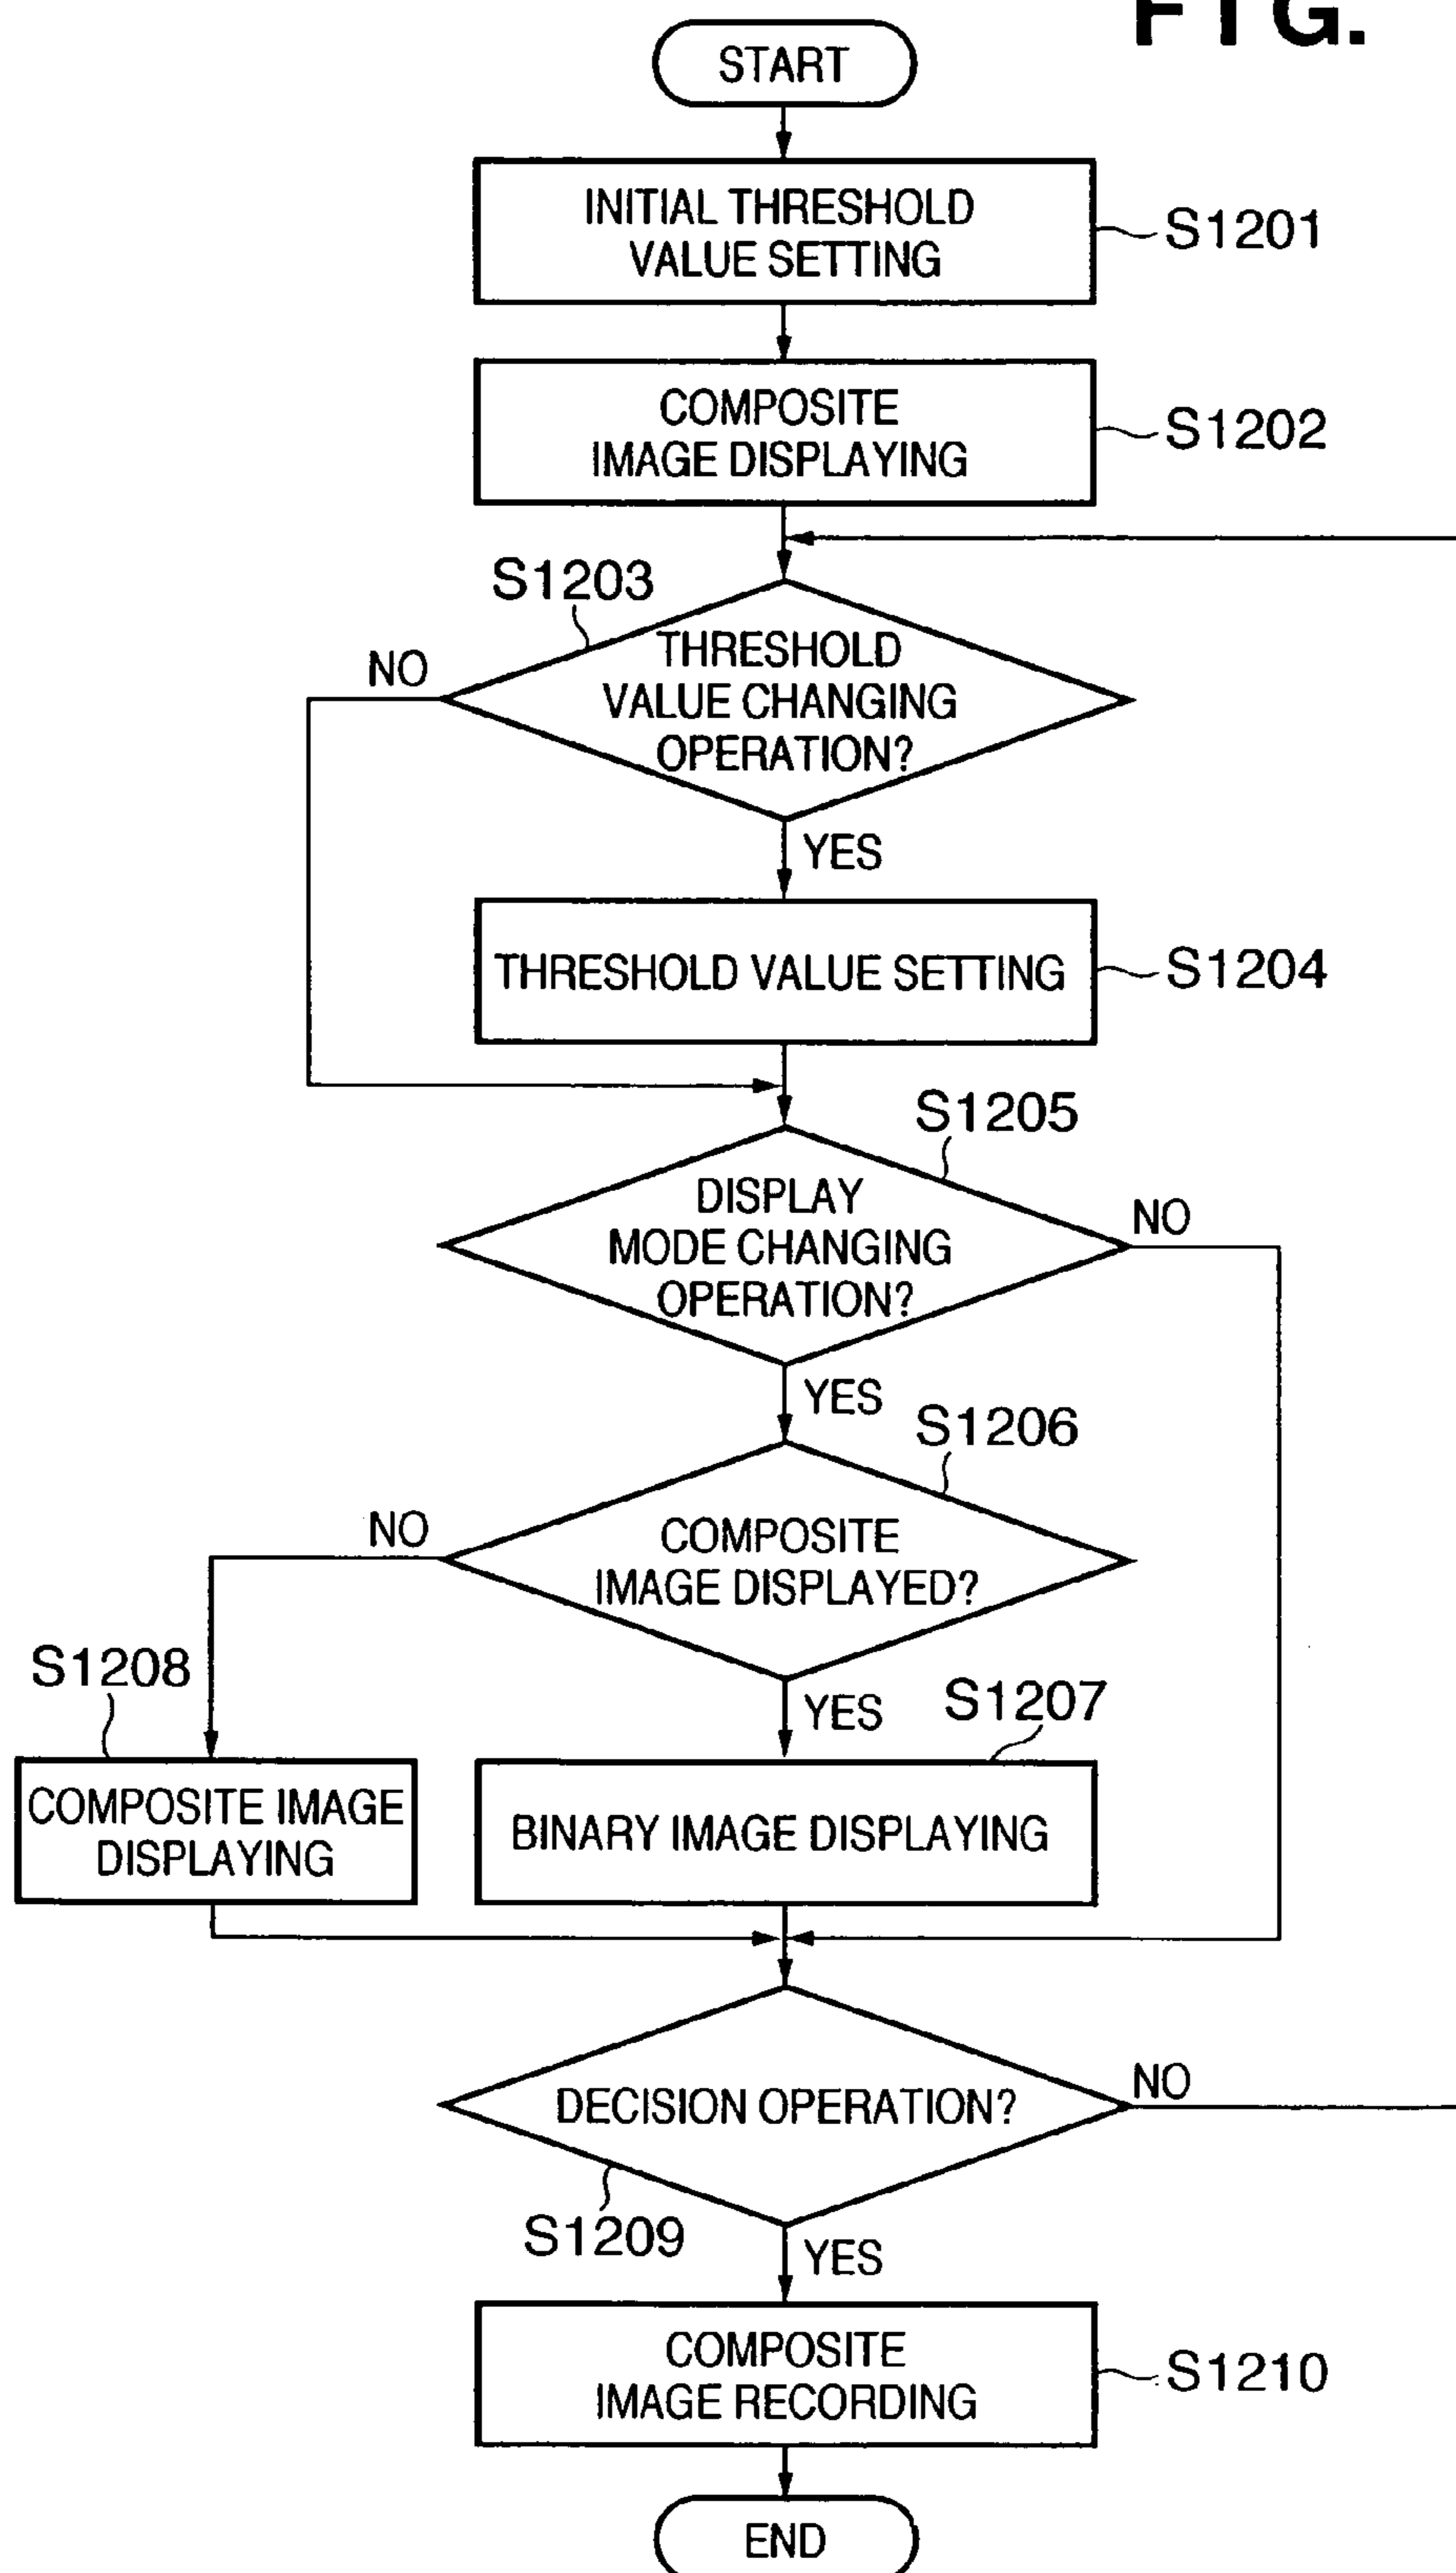 FIG.
START
INITIAL THRESHOLD
VALUE SETTING
S1201
COMPOSITE
IMAGE DISPLAYING
S1202
S1203
NO
THRESHOLD
VALUE CHANGING
OPERATION?
YES
THRESHOLD VALUE SETTING
S1204
S1205
DISPLAY
MODE CHANGING
OPERATION?
NO
YES
S1206
NO
COMPOSITE
IMAGE DISPLAYED?
S1208
YES
S1207
COMPOSITE IMAGE
DISPLAYING
BINARY IMAGE DISPLAYING
DECISION OPERATION?
NO
S1209
YES
COMPOSITE
IMAGE RECORDING
S1210
END